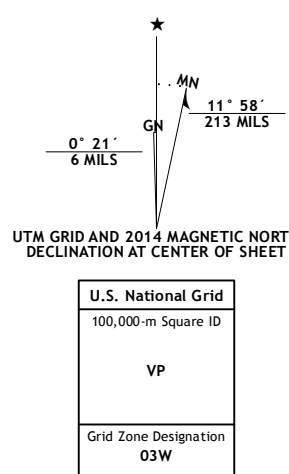 ★
MN
GN
11° 58´
213 MILS
0° 21´
6 MILS
UTM GRID AND 2014 MAGNETIC NORT
DECLINATION AT CENTER OF SHEET
U.S. National Grid
100,000-m Square ID
VP
Grid Zone Designation
03W